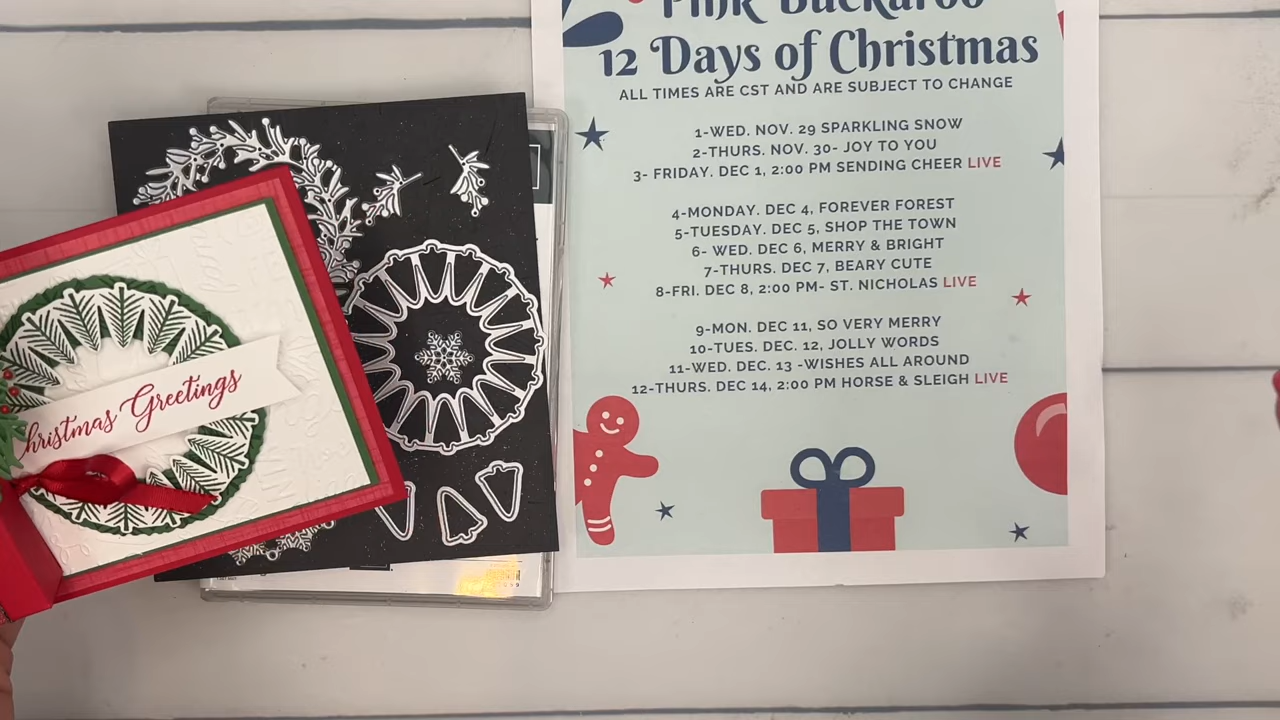 Pink Buckaroo
12 Days of Christmas
ALL TIMES ARE CST AND ARE SUBJECT TO CHANGE
1-WED. NOV. 29 SPARKLING SNOW
2-THURS. NOV. 30- JOY TO YOU
3- FRIDAY. DEC 1, 2:00 PM SENDING CHEER LIVE
4-MONDAY. DEC 4, FOREVER FOREST
5-TUESDAY. DEC 5, SHOP THE TOWN
6- WED. DEC 6, MERRY & BRIGHT
7-THURS. DEC 7, BEARY CUTE
8-FRI. DEC 8, 2:00 PM- ST. NICHOLAS LIVE
9-MON. DEC 11, SO VERY MERRY
10-TUES. DEC. 12, JOLLY WORDS
11-WED. DEC. 13 -WISHES ALL AROUND
12-THURS. DEC 14, 2:00 PM HORSE & SLEIGH LIVE
Christmas Greetings